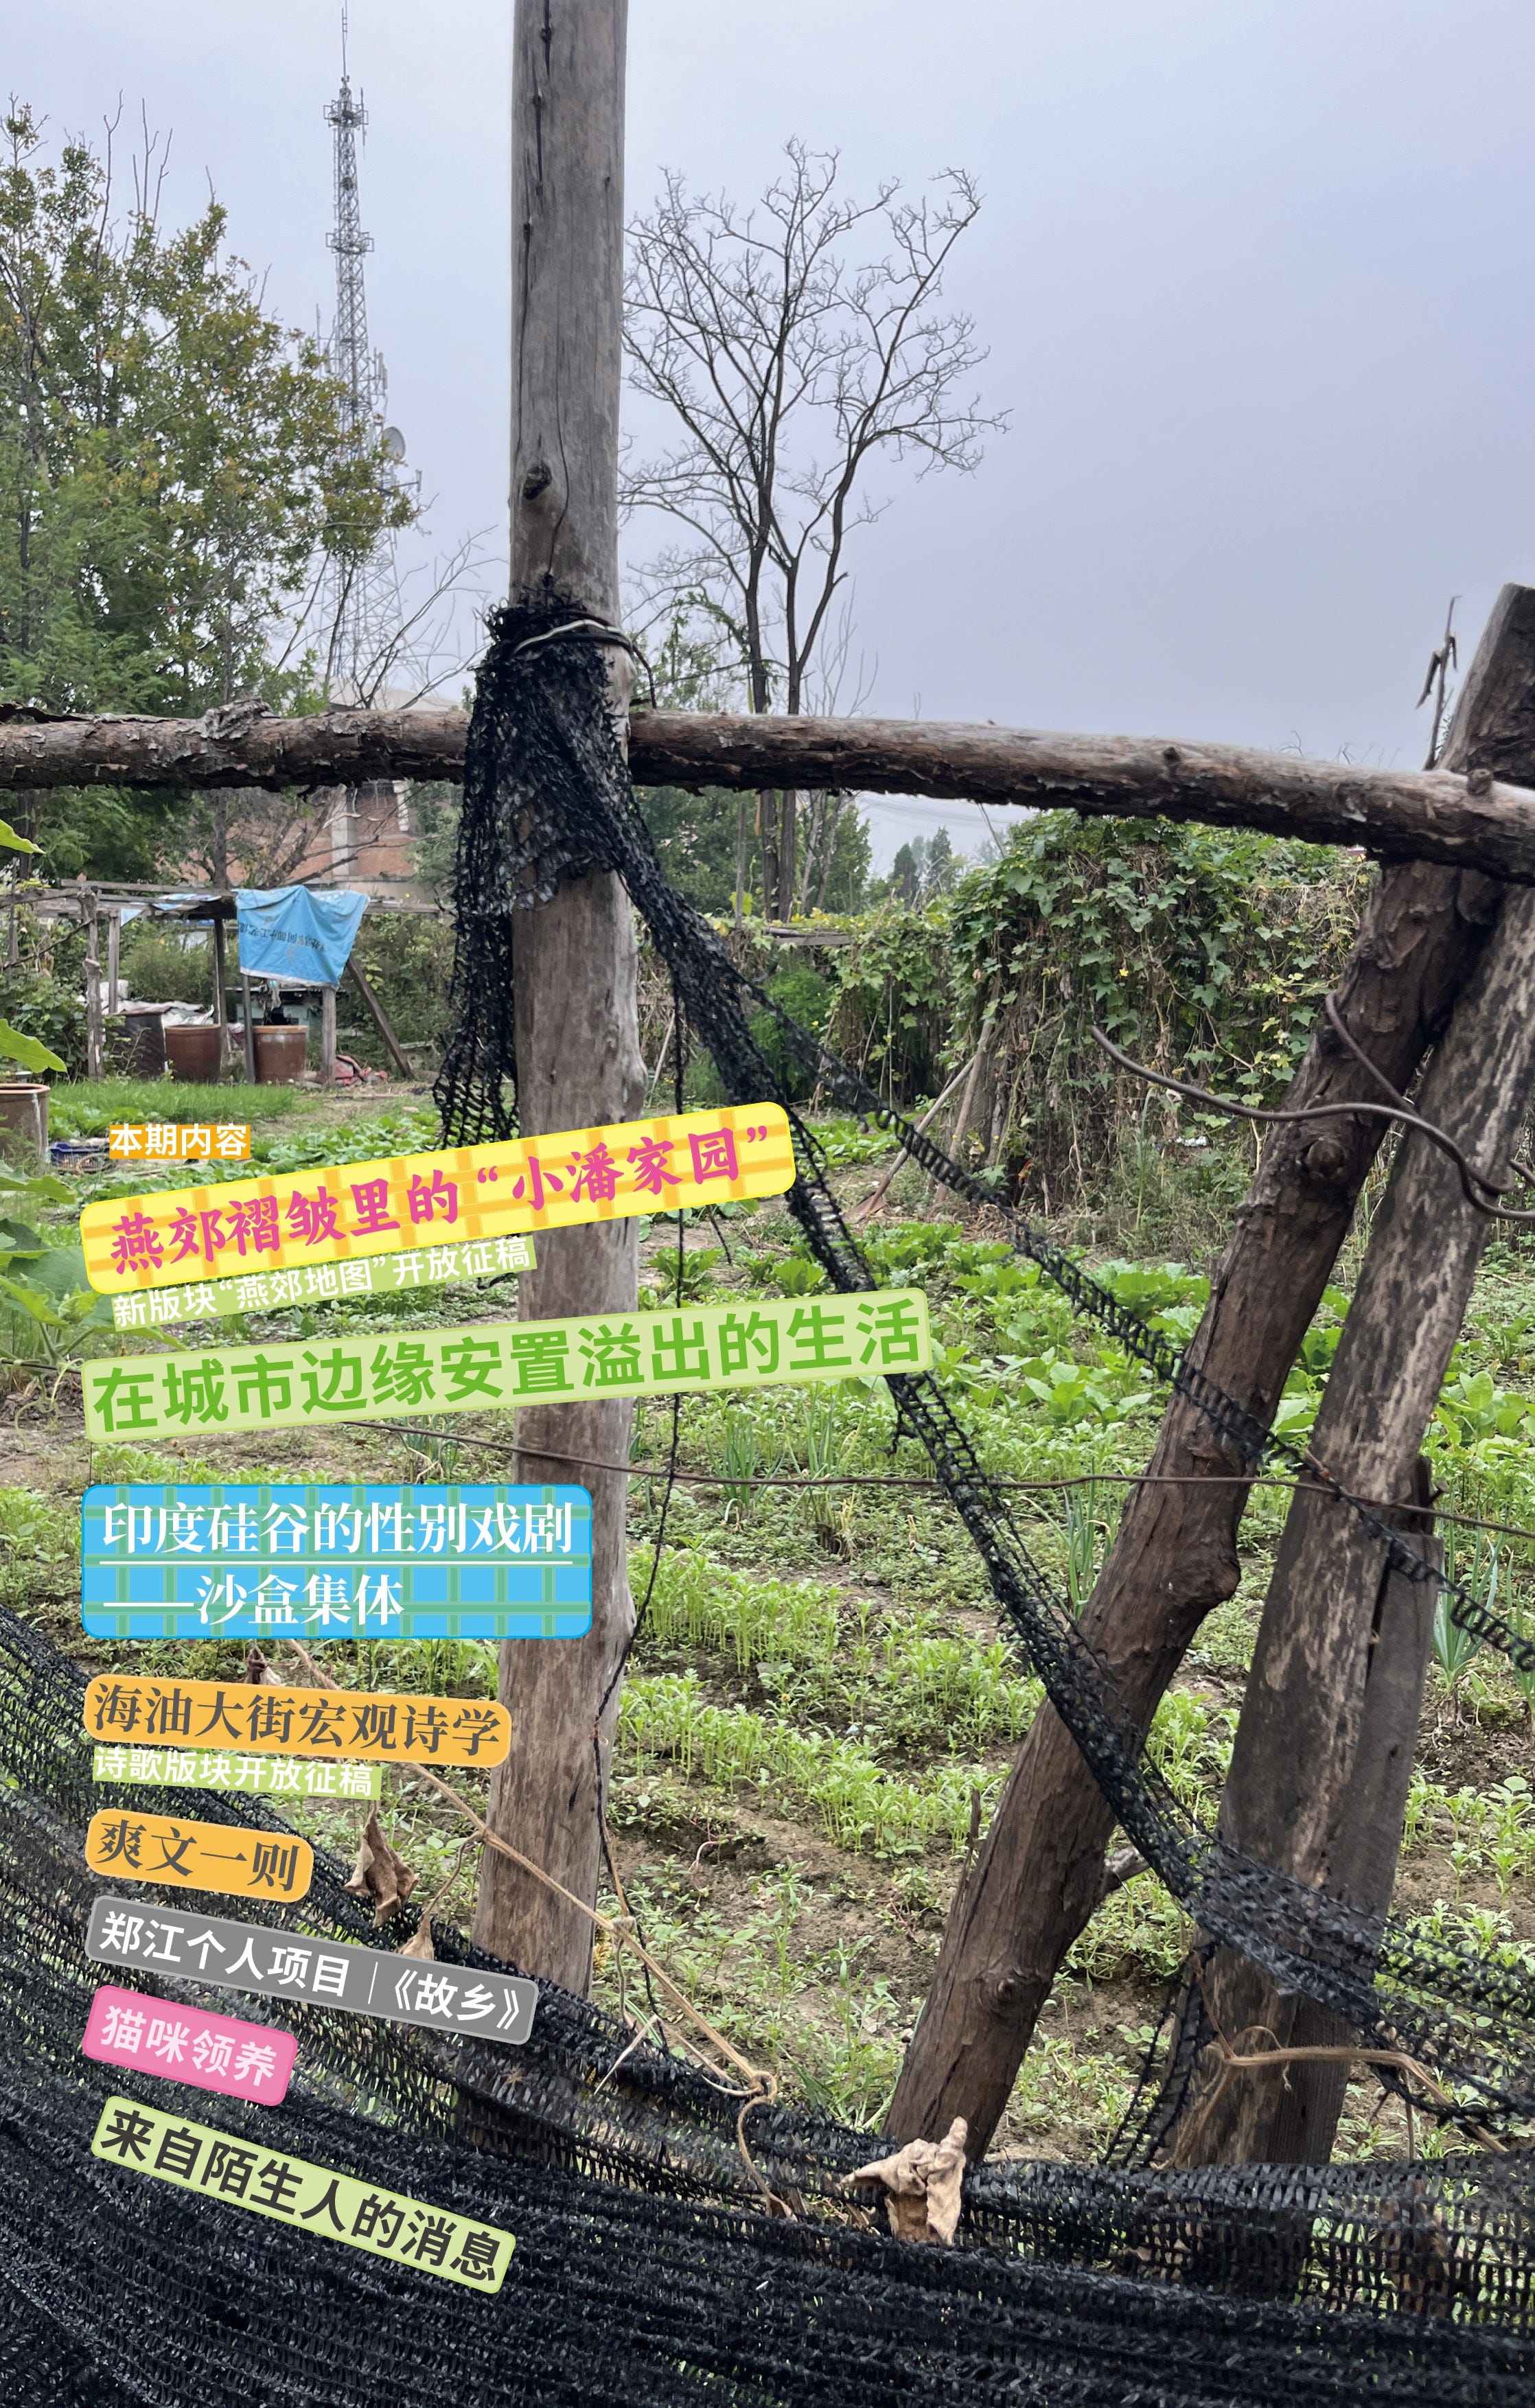 本期内容
燕郊褶皱里的“小潘家园”
新版块“燕郊地图”开放征稿
在城市边缘安置溢出的生活
印度硅谷的性别戏剧
——沙盒集体
海油大街宏观诗学
诗歌版块开放征稿
爽文一则
郑江个人项目｜《故乡》
猫咪领养
来自陌生人的消息